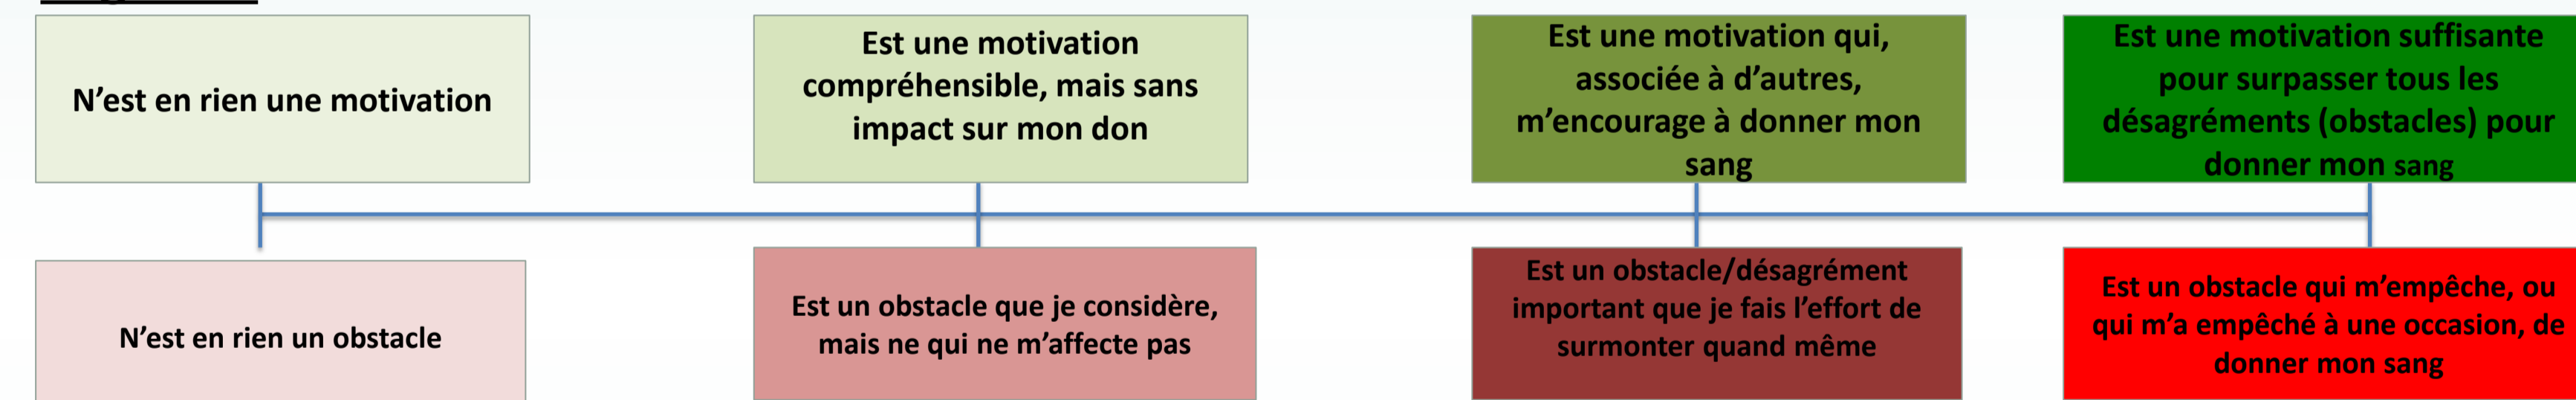 N’est en rien une motivation
Est une motivation
compréhensible, mais sans
impact sur mon don
Est une motivation qui,
associée à d’autres,
m’encourage à donner mon
sang
Est une motivation suffisante
pour surpasser tous les
désagréments (obstacles) pour
donner mon sang
N’est en rien un obstacle
Est un obstacle que je considère,
mais ne qui ne m’affecte pas
Est un obstacle/désagrément
important que je fais l’effort de
surmonter quand même
Est un obstacle qui m’empêche, ou
qui m’a empêché à une occasion, de
donner mon sang